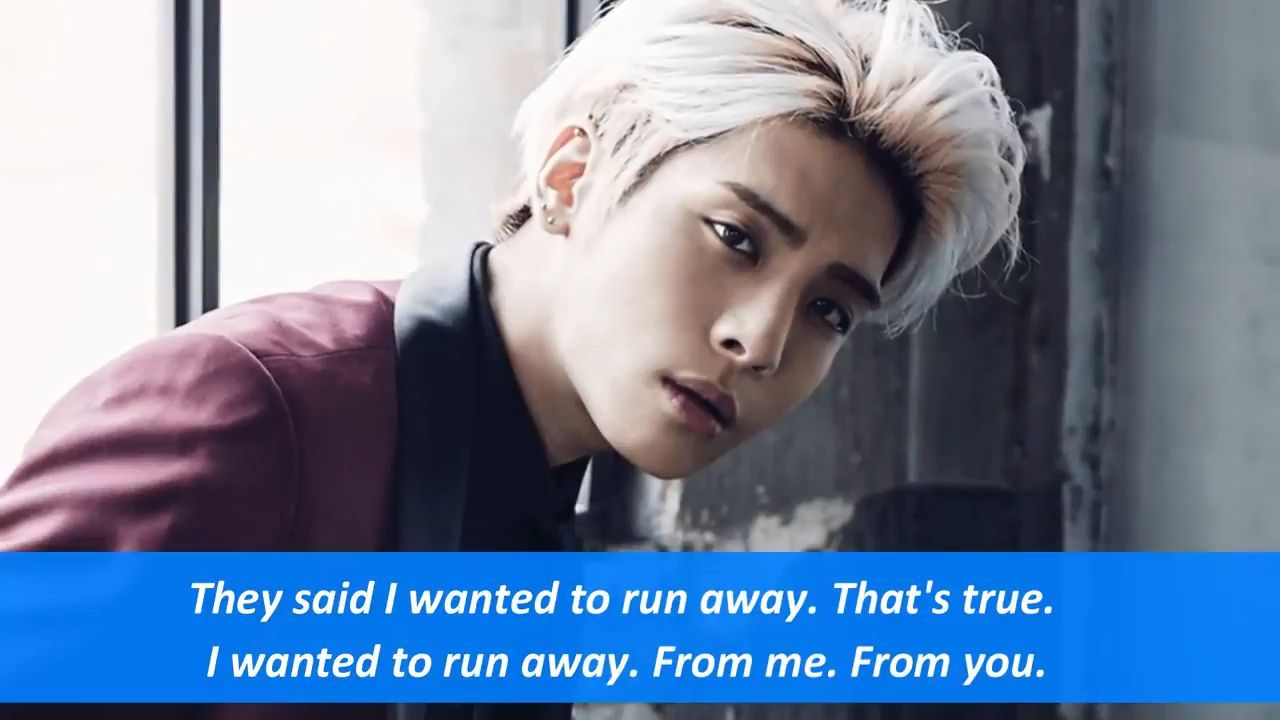 They said I wanted to run away. That's true.
I wanted to run away. From me. From you.